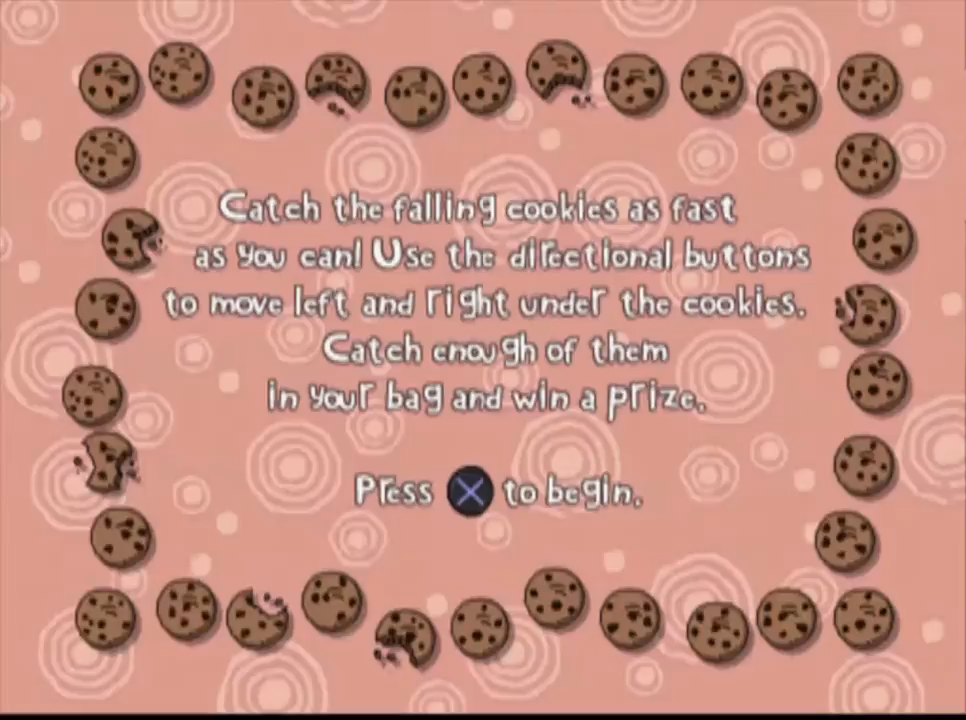 Catch the falling cookies as fast
as you can! Use the directional buttons
to move left and right under the cookies.
Catch enough of them
in your bag and win a prize.
Press X to begin.